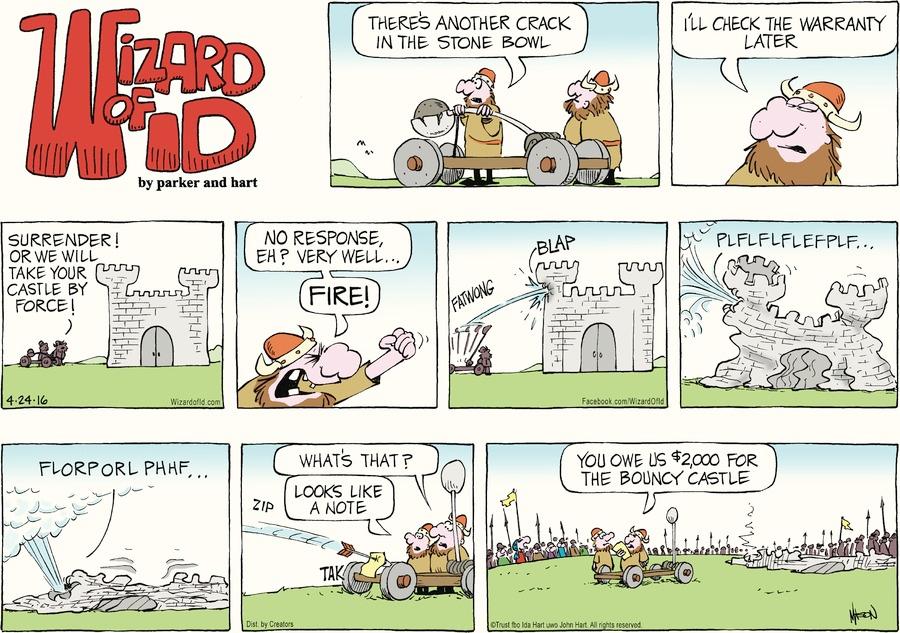 WIZARD
OF ID
by parker and hart
THERE'S ANOTHER CRACK
IN THE STONE BOWL
I'LL CHECK THE WARRANTY
LATER
SURRENDER!
OR WE WILL
TAKE YOUR
CASTLE BY
FORCE!
4-24-16
WizardofId.com
NO RESPONSE,
EH? VERY WELL...
FIRE!
FATWONG
BLAP
Facebook.com/WizardOfId
PLFLFLFLEFPLF...
FLORPORL PHHF...
WHAT'S THAT?
LOOKS LIKE
A NOTE
ZIP
TAK
Dist. by Creators
YOU OWE US $2,000 FOR
THE BOUNCY CASTLE
©Trust fbo Ida Hart uwo John Hart. All rights reserved.
MASON